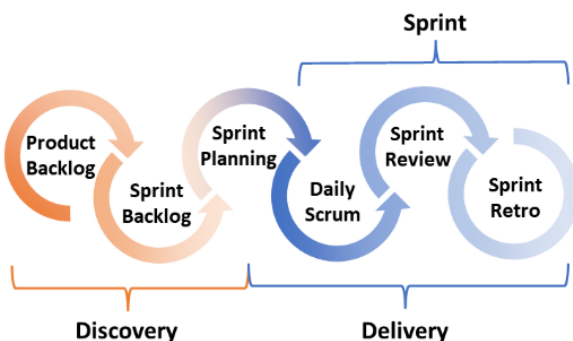 Sprint
Product
Backlog
Sprint
Backlog
Sprint
Planning
Daily
Scrum
Sprint
Review
Sprint
Retro
Discovery
Delivery